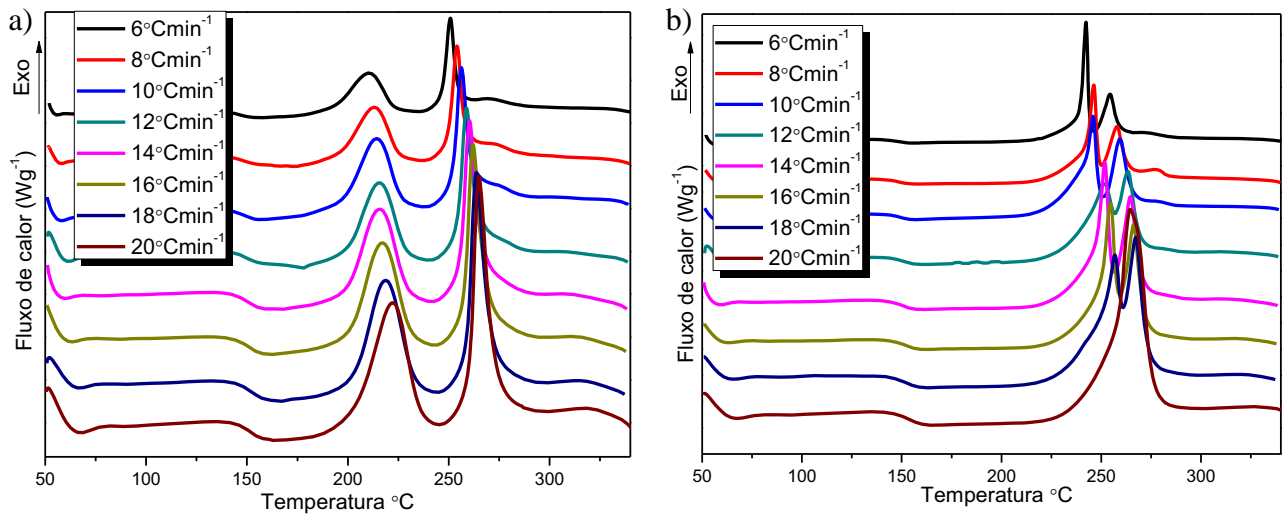 a)
6°Cmin⁻¹
8°Cmin⁻¹
10°Cmin⁻¹
12°Cmin⁻¹
14°Cmin⁻¹
16°Cmin⁻¹
18°Cmin⁻¹
20°Cmin⁻¹
Exo
Fluxo de calor (Wg⁻¹)
50 100 150 200 250 300
Temperatura °C
b)
6°Cmin⁻¹
8°Cmin⁻¹
10°Cmin⁻¹
12°Cmin⁻¹
14°Cmin⁻¹
16°Cmin⁻¹
18°Cmin⁻¹
20°Cmin⁻¹
Exo
Fluxo de calor (Wg⁻¹)
50 100 150 200 250 300
Temperatura °C